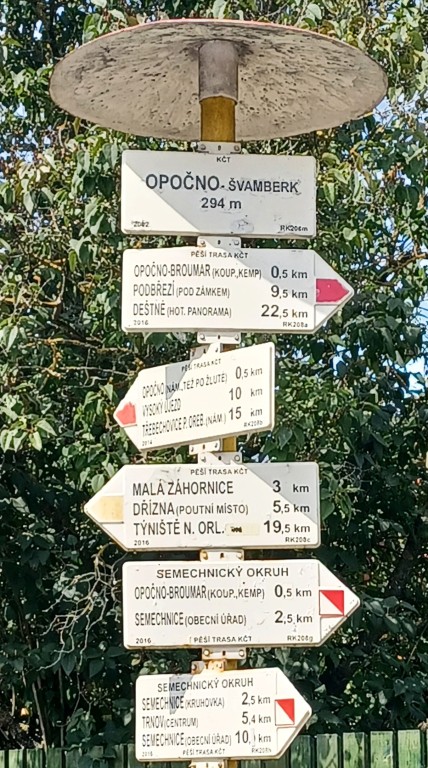 KČT
OPOČNO - ŠVAMBERK
294 m
RK206m
PĚŠÍ TRASA KČT
OPOČNO-BROUMAR (KOUP., KEMP) 0,5 km
PODBŘEZÍ (POD ZÁMKEM) 9,5 km
DEŠTNÉ (HOT. PANORAMA) 22,5 km
2016 RK208a
PĚŠÍ TRASA KČT
OPOČNO (NÁM., TEŽ PO ŽLUTÉ) 0,5 km
VYSOKÝ ÚJEZD 10 km
TŘEBECHOVICE P. OREB. (NÁM.) 15 km
2014 RK208b
PĚŠÍ TRASA KČT
MALÁ ZÁHORNICE 3 km
DŘÍZNA (POUTNÍ MÍSTO) 5,5 km
TÝNIŠTĚ N. ORL. 19,5 km
2016 RK208c
SEMECHNICKÝ OKRUH
OPOČNO-BROUMAR (KOUP., KEMP) 0,5 km
SEMECHNICE (OBECNÍ ÚŘAD) 2,5 km
2016 PĚŠÍ TRASA KČT RK208g
SEMECHNICKÝ OKRUH
SEMECHNICE (KRUHOVKA) 2,5 km
TRNOV (CENTRUM) 5,4 km
SEMECHNICE (OBECNÍ ÚŘAD) 10,1 km
2016 PĚŠÍ TRASA KČT RK208h